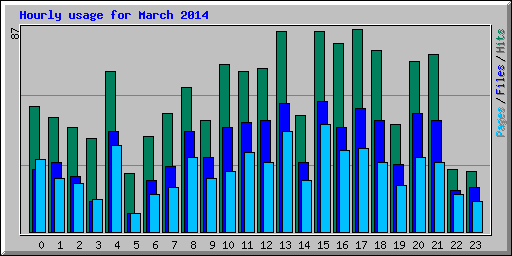 Hourly usage for March 2014
87
Pages / Files / Hits
0 1 2 3 4 5 6 7 8 9 10 11 12 13 14 15 16 17 18 19 20 21 22 23